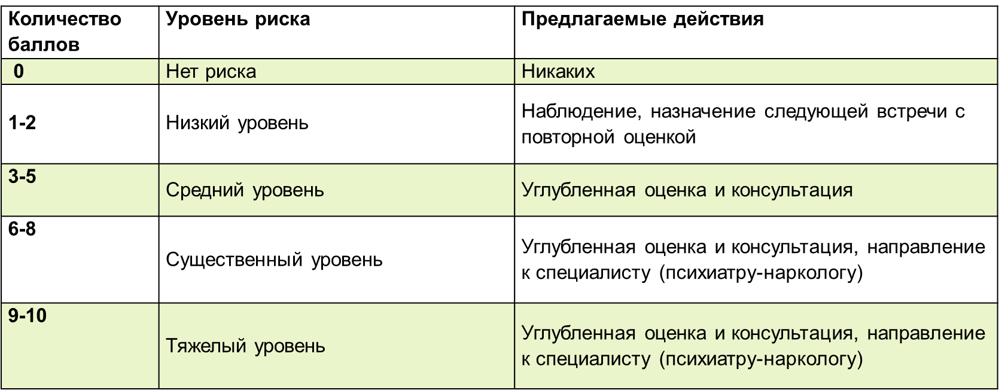 Количество
баллов
Уровень риска
Предлагаемые действия
0
Нет риска
Никаких
1-2
Низкий уровень
Наблюдение, назначение следующей встречи с
повторной оценкой
3-5
Средний уровень
Углубленная оценка и консультация
6-8
Существенный уровень
Углубленная оценка и консультация, направление
к специалисту (психиатру-наркологу)
9-10
Тяжелый уровень
Углубленная оценка и консультация, направление
к специалисту (психиатру-наркологу)